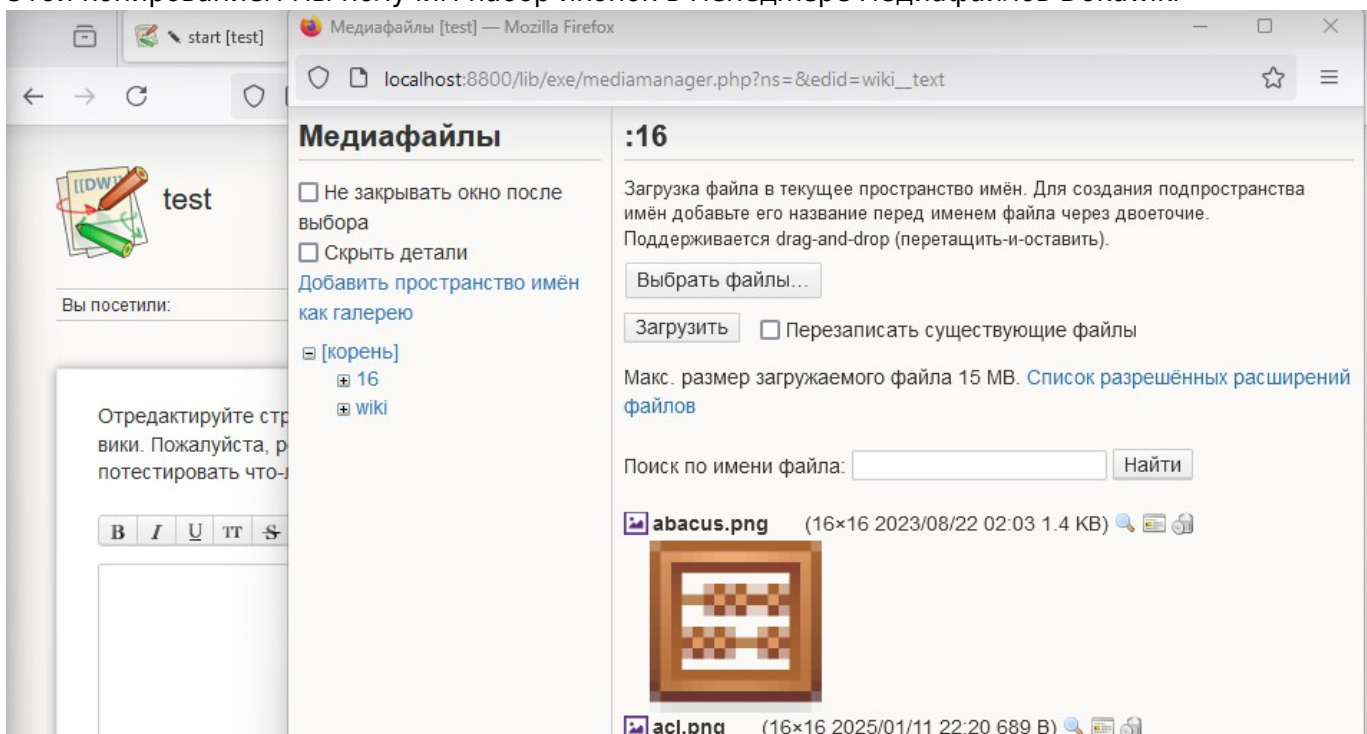 start [test]
Медиафайлы [test] — Mozilla Firefox
localhost:8800/lib/exe/mediamanager.php?ns=&edid=wiki__text
[[DW]]
test
Вы посетили:
Отредактируйте
вики. Пожалуйста,
потестировать
B I U TT S
Медиафайлы
Не закрывать окно после
выбора
Скрыть детали
Добавить пространство имён
как галерею
[корень]
16
wiki
:16
Загрузка файла в текущее пространство имён. Для создания подпространства
имён добавьте его название перед именем файла через двоеточие.
Поддерживается drag-and-drop (перетащить-и-оставить).
Выбрать файлы...
Загрузить Перезаписать существующие файлы
Макс. размер загружаемого файла 15 MB. Список разрешённых расширений
файлов
Поиск по имени файла: Найти
abacus.png (16×16 2023/08/22 02:03 1.4 KB)
acl.png (16×16 2025/01/11 22:20 689 B)